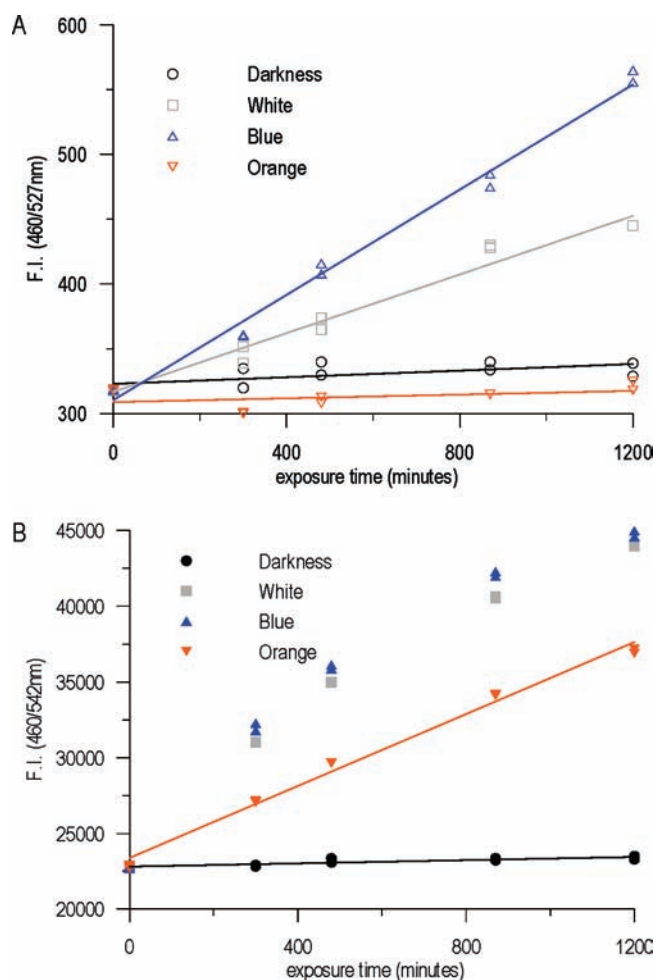 A
600
500
400
300
F.I. (460/527nm)
Darkness
White
Blue
Orange
0
400
800
1200
exposure time (minutes)
B
45000
40000
35000
30000
25000
20000
F.I. (460/542nm)
Darkness
White
Blue
Orange
0
400
800
1200
exposure time (minutes)